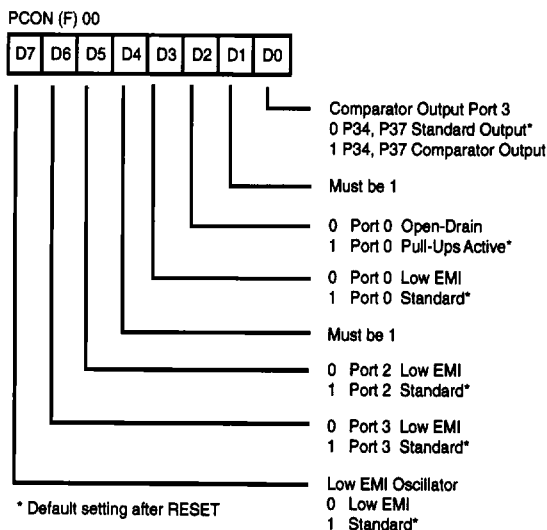 PCON (F) 00
D7 D6 D5 D4 D3 D2 D1 D0
Comparator Output Port 3
0 P34, P37 Standard Output*
1 P34, P37 Comparator Output
Must be 1
0 Port 0 Open-Drain
1 Port 0 Pull-Ups Active*
0 Port 0 Low EMI
1 Port 0 Standard*
Must be 1
0 Port 2 Low EMI
1 Port 2 Standard*
0 Port 3 Low EMI
1 Port 3 Standard*
Low EMI Oscillator
0 Low EMI
1 Standard*
* Default setting after RESET